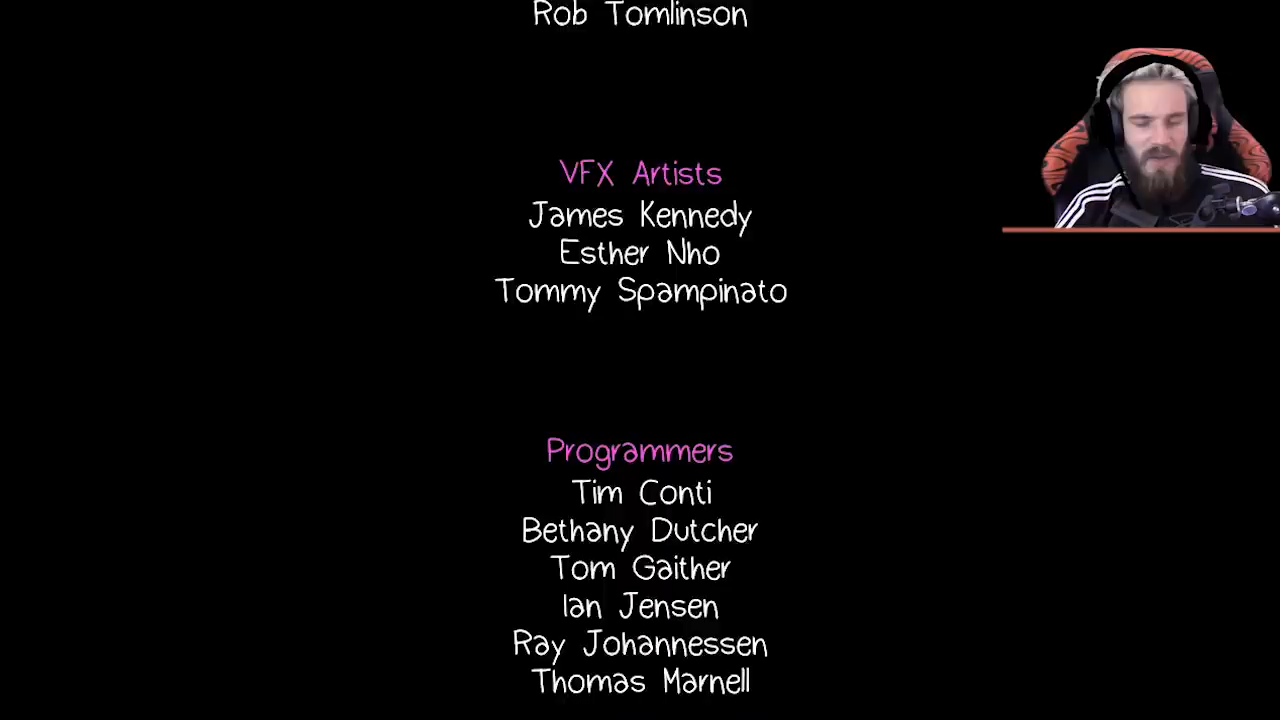 Rob Tomlinson
VFX Artists
James Kennedy
Esther Nho
Tommy Spampinato
Programmers
Tim Conti
Bethany Dutcher
Tom Gaither
Ian Jensen
Ray Johannessen
Thomas Marnell